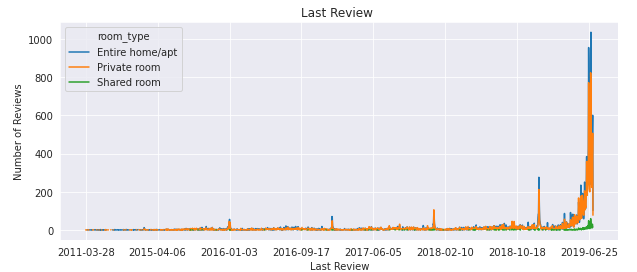 Last Review
room_type
Entire home/apt
Private room
Shared room
Number of Reviews
1000
800
600
400
200
0
2011-03-28 2015-04-06 2016-01-03 2016-09-17 2017-06-05 2018-02-10 2018-10-18 2019-06-25
Last Review